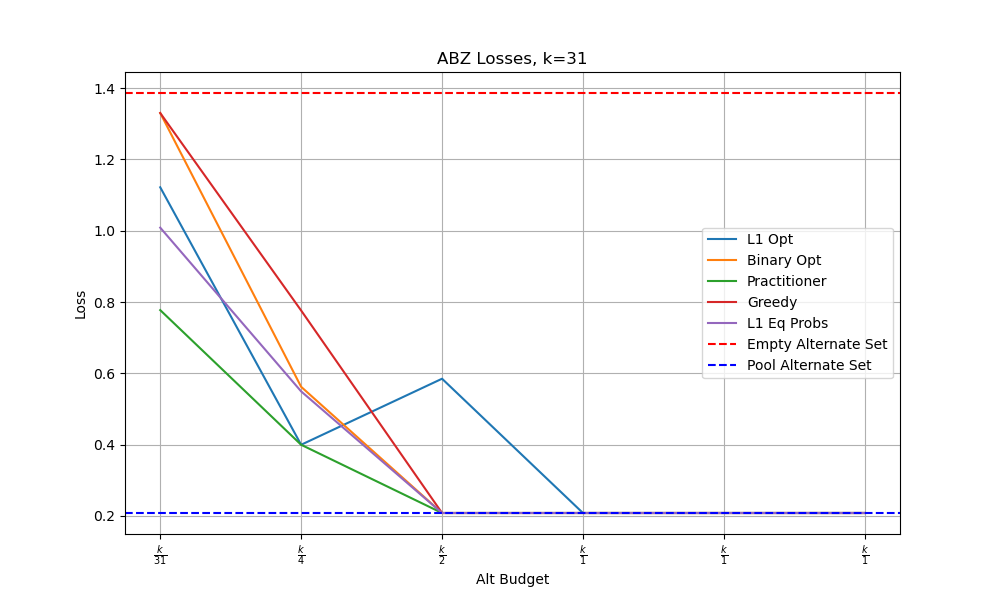 ABZ Losses, k=31
1.4
1.2
1.0
0.8
0.6
0.4
0.2
Loss
L1 Opt
Binary Opt
Practitioner
Greedy
L1 Eq Probs
Empty Alternate Set
Pool Alternate Set
k/31 k/4 k/2 k/1 k/1 k/1
Alt Budget